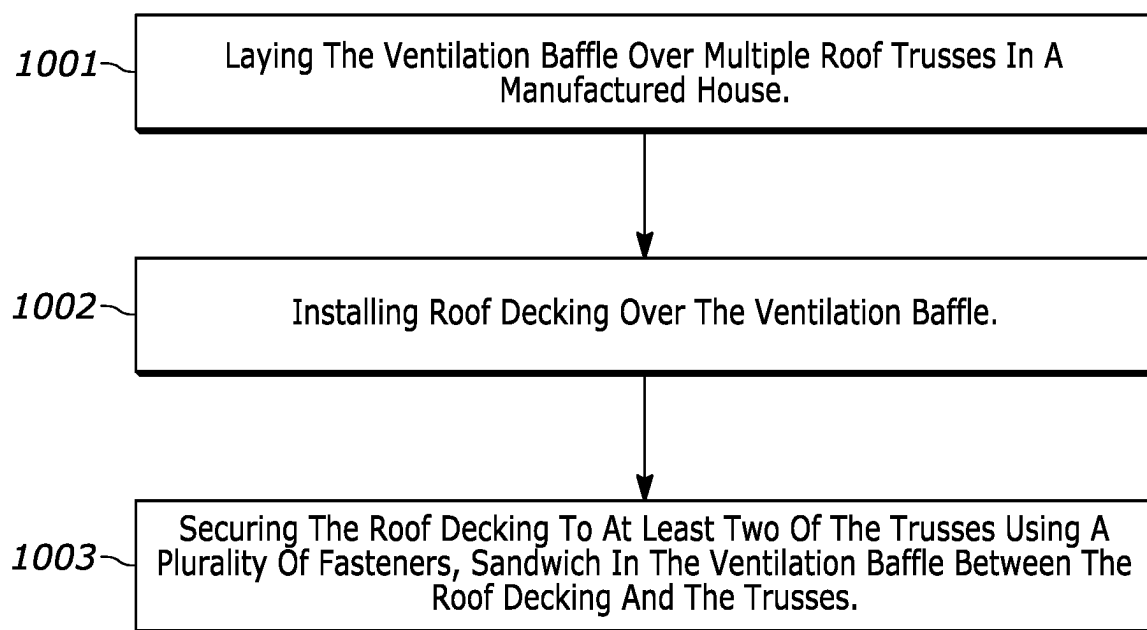 1001
Laying The Ventilation Baffle Over Multiple Roof Trusses In A
Manufactured House.
1002
Installing Roof Decking Over The Ventilation Baffle.
1003
Securing The Roof Decking To At Least Two Of The Trusses Using A
Plurality Of Fasteners, Sandwich In The Ventilation Baffle Between The
Roof Decking And The Trusses.